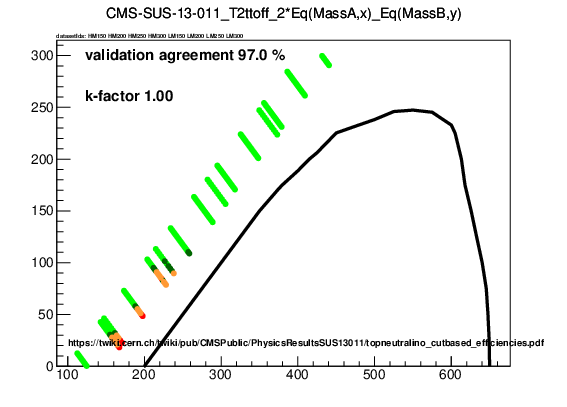 CMS-SUS-13-011_T2ttoff_2*Eq(MassA,x)_Eq(MassB,y)
datasetIds: HM150 HM200 HM250 HM300 LM150 LM200 LM250 LM300
validation agreement 97.0 %
k-factor 1.00
300
250
200
150
100
50
https://twiki.cern.ch/twiki/pub/CMSPublic/PhysicsResultsSUS13011/topneutralino_cutbased_efficiencies.pdf
0
100 200 300 400 500 600